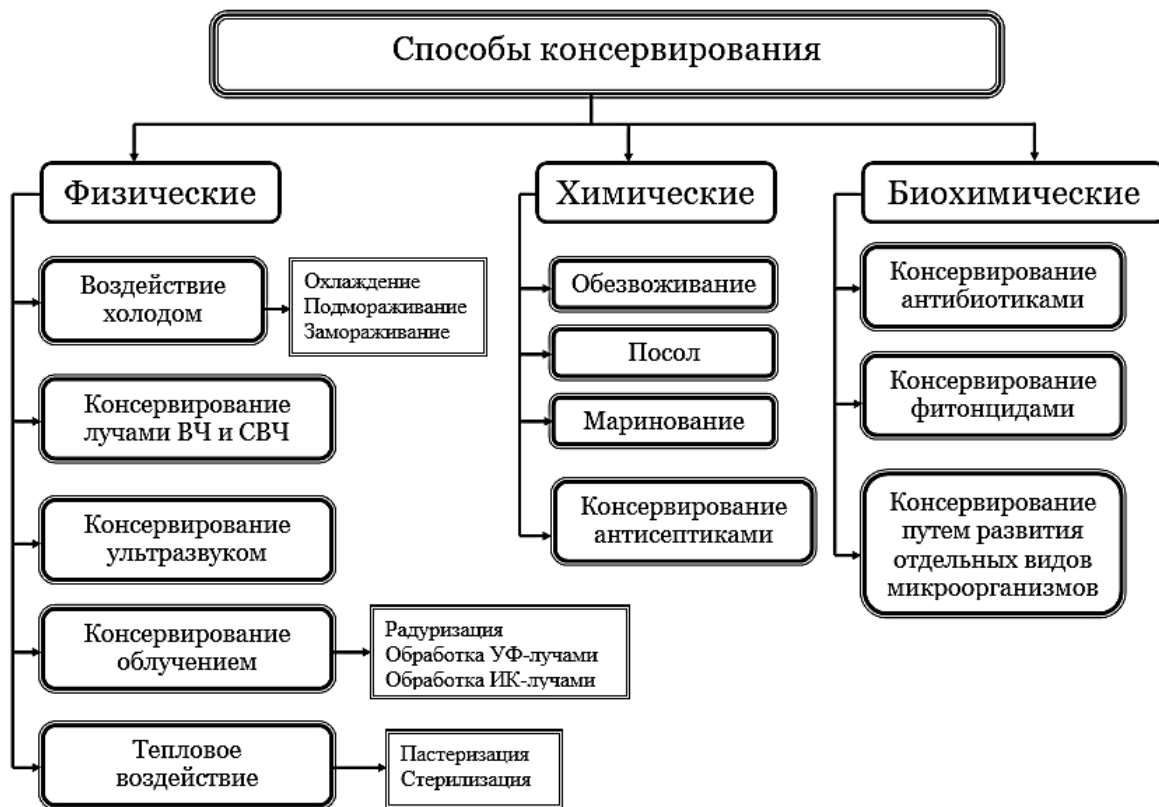 Способы консервирования
Физические
Воздействие
холодом
Охлаждение
Подмораживание
Замораживание
Консервирование
лучами ВЧ и СВЧ
Консервирование
ультразвуком
Консервирование
облучением
Радуризация
Обработка УФ-лучами
Обработка ИК-лучами
Тепловое
воздействие
Пастеризация
Стерилизация
Химические
Обезвоживание
Посол
Маринование
Консервирование
антисептиками
Биохимические
Консервирование
антибиотиками
Консервирование
фитонцидами
Консервирование
путем развития
отдельных видов
микроорганизмов